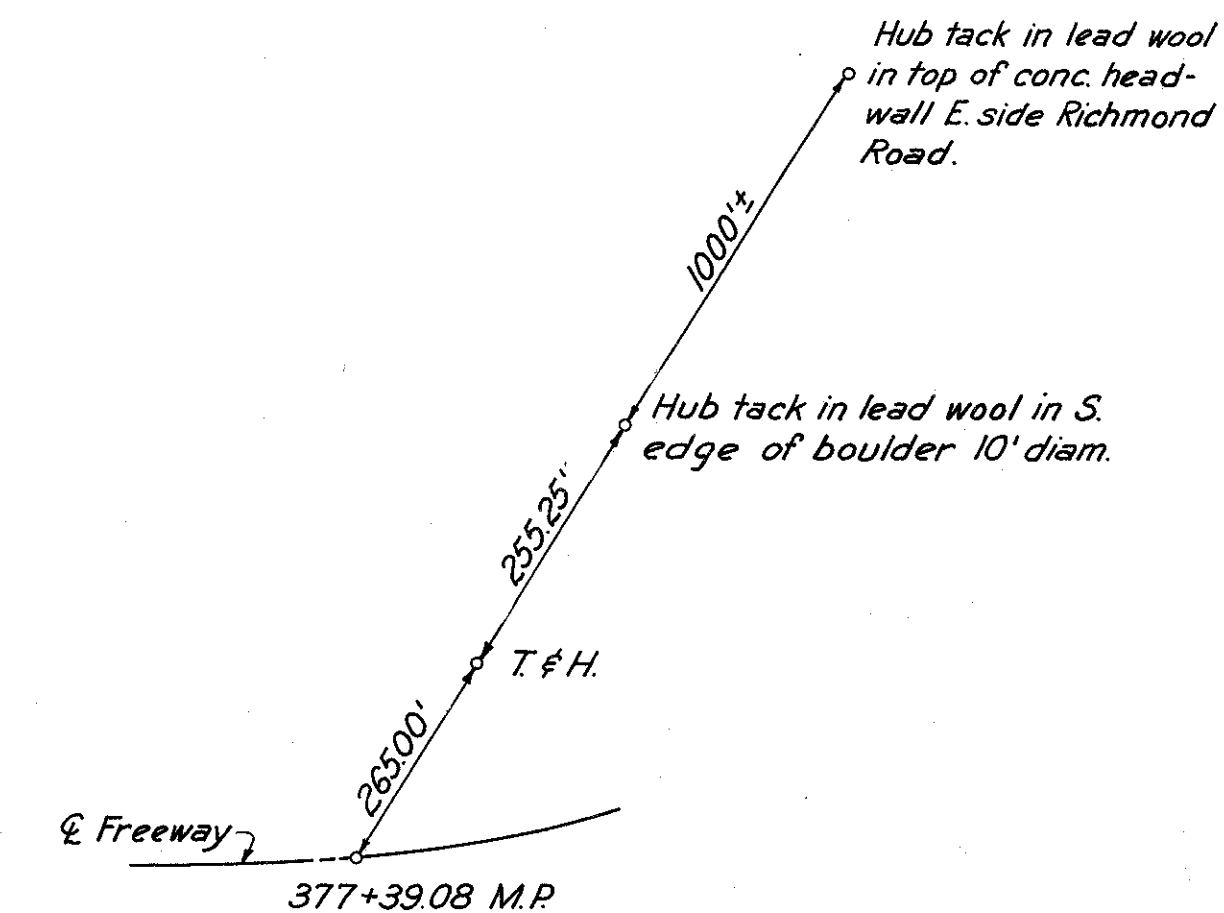 Hub tack in lead wool
in top of conc. head-
wall E. side Richmond
Road.
1000'±
Hub tack in lead wool in S.
edge of boulder 10' diam.
255.25'
T. & H.
265.00'
℄ Freeway
377+39.08 M.P.